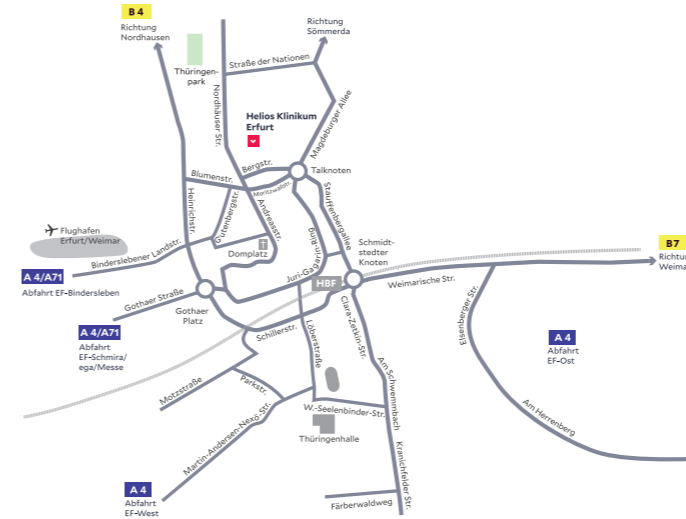 B 4
Richtung
Nordhausen
Richtung
Sömmerda
Thüringen-
park
Straße der Nationen
Nordhäuser Str.
Magdeburger Allee
Helios Klinikum
Erfurt
Bergstr.
Talknoten
Blumenstr.
Moritzwallstr.
Heinrichstr.
Gutenbergstr.
Andreasstr.
Stauffenbergallee
Juri-Gagarin-Ring
Flughafen
Erfurt/Weimar
Domplatz
Schmidt-
stedter
Knoten
B7
Richtu
Weima
Binderslebener Landstr.
A 4/A71
Abfahrt EF-Bindersleben
HBF
Weimarische Str.
Gothaer Straße
Gothaer
Platz
A 4/A71
Abfahrt
EF-Schmira/
ega/Messe
Schillerstr.
Löberstraße
Clara-Zetkin-Str.
Eisenberger Str.
A 4
Abfahrt
EF-Ost
Motzstraße
Parkstr.
Am Schwemmbach
W.-Seelenbinder-Str.
Am Herrenberg
Martin-Andersen-Nexö-Str.
Thüringenhalle
Kranichfelder Str.
A 4
Abfahrt
EF-West
Färberwaldweg